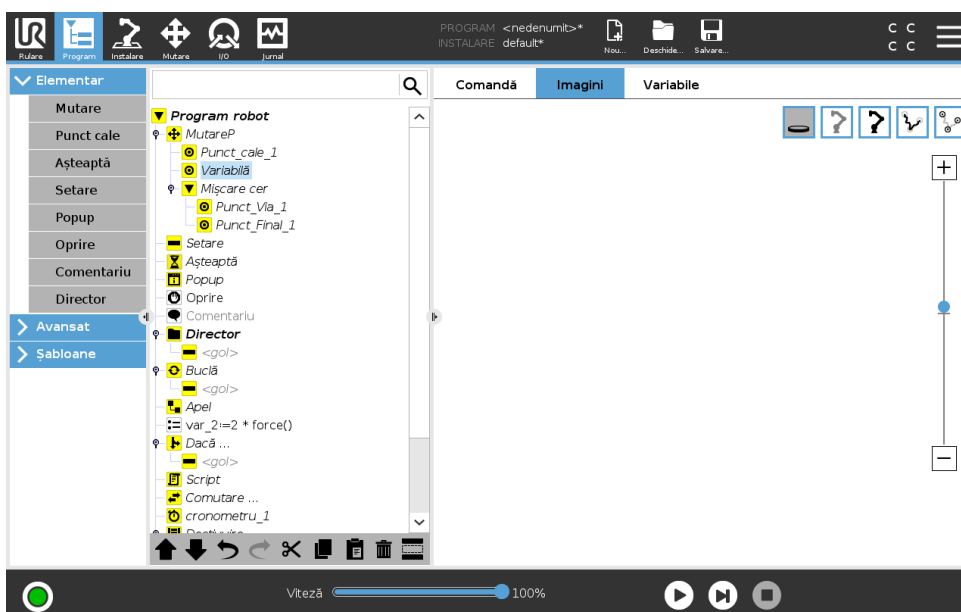 PROGRAM <nedenumit>*
INSTALARE default*
Rulare
Program
Instalare
Mutare
I/O
Jurnal
Nou...
Deschide...
Salvare...
C C
C C
Elementar
Mutare
Punct cale
Așteaptă
Setare
Popup
Oprire
Comentariu
Director
Avansat
Șabloane
Program robot
MutareP
Punct_cale_1
Variabilă
Mișcare cer
Punct_Via_1
Punct_Final_1
Setare
Așteaptă
Popup
Oprire
Comentariu
Director
<gol>
Buclă
<gol>
Apel
var_2:=2 * force()
Dacă ...
<gol>
Script
Comutare ...
cronometru_1
Comandă
Imagini
Variabile
Viteză
100%